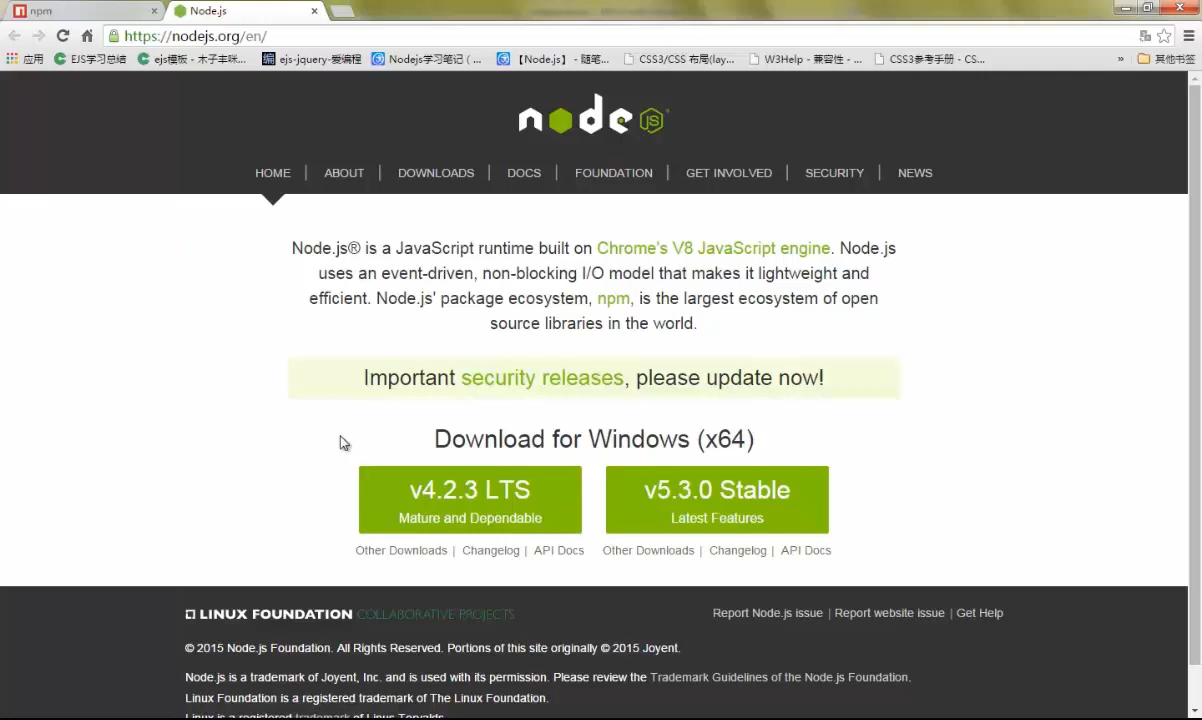 npm
Node.js
https://nodejs.org/en/
应用
EJS学习总结
ejs模板 - 木子丰咪...
编
ejs-jquery-爱编程
Nodejs学习笔记 ( ...
【Node.js】 - 随笔...
CSS3/CSS 布局(lay...
W3Help - 兼容性 - ...
CSS3参考手册 - CS...
»
其他书签
node JS
HOME | ABOUT | DOWNLOADS | DOCS | FOUNDATION | GET INVOLVED | SECURITY | NEWS
Node.js® is a JavaScript runtime built on Chrome's V8 JavaScript engine. Node.js
uses an event-driven, non-blocking I/O model that makes it lightweight and
efficient. Node.js' package ecosystem, npm, is the largest ecosystem of open
source libraries in the world.
Important security releases, please update now!
Download for Windows (x64)
v4.2.3 LTS
Mature and Dependable
v5.3.0 Stable
Latest Features
Other Downloads | Changelog | API Docs
Other Downloads | Changelog | API Docs
LINUX FOUNDATION COLLABORATIVE PROJECTS
Report Node.js issue | Report website issue | Get Help
© 2015 Node.js Foundation. All Rights Reserved. Portions of this site originally © 2015 Joyent.
Node.js is a trademark of Joyent, Inc. and is used with its permission. Please review the Trademark Guidelines of the Node.js Foundation.
Linux Foundation is a registered trademark of The Linux Foundation.
Linux is a registered trademark of Linus Torvalds.